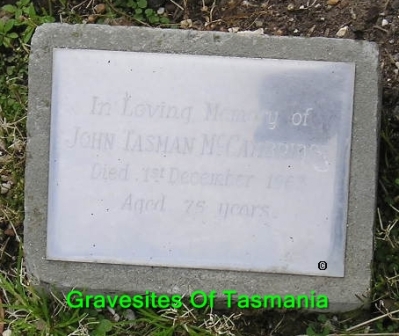 In Loving Memory of
JOHN TASMAN
Died 1st December
Aged 75 years
Gravesites Of Tasmania